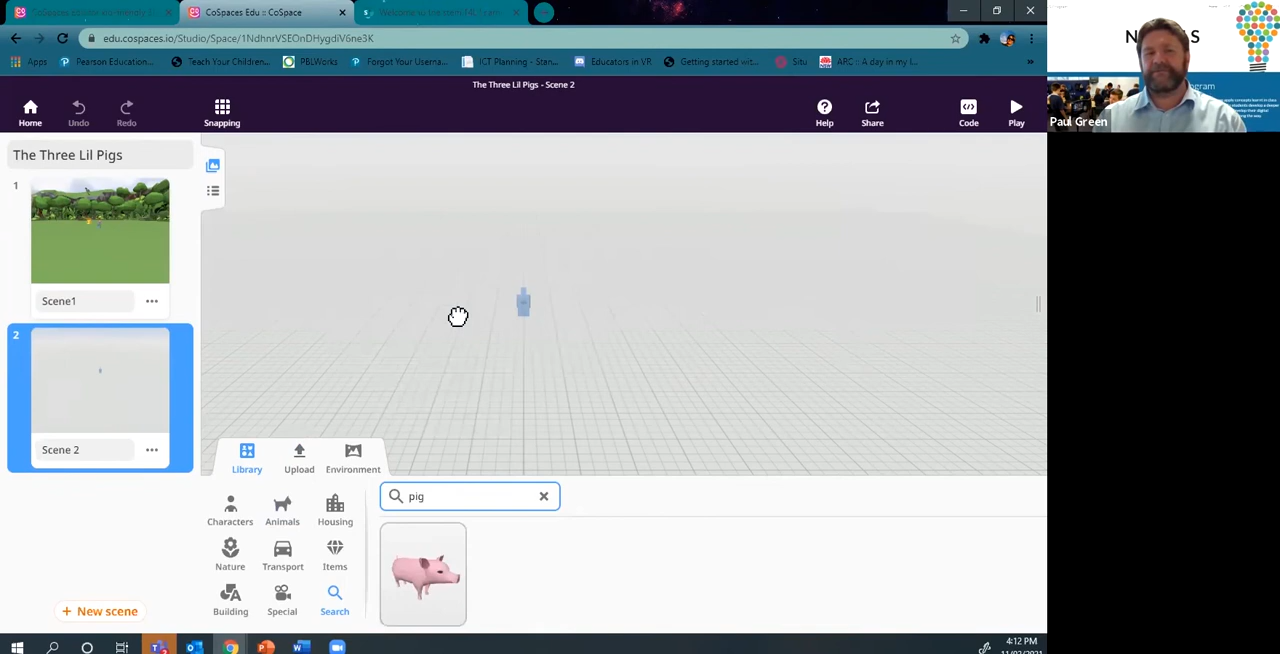 CoSpaces Edu :: CoSpace
edu.cospaces.io/Studio/Space/1NdhnrVSEOnDHygdiV6ne3K
Apps
Pearson Education...
Teach Your Children...
PBLWorks
Forgot Your Userna...
ICT Planning - Stan...
Educators in VR
Getting started wit...
Situ
ARC :: A day in my l...
»
The Three Lil Pigs - Scene 2
Home
Undo
Redo
Snapping
Help
Share
Code
Play
Paul Green
The Three Lil Pigs
1
Scene1
2
Scene 2
+ New scene
Library
Upload
Environment
pig
Characters
Animals
Housing
Nature
Transport
Items
Building
Special
Search
4:12 PM